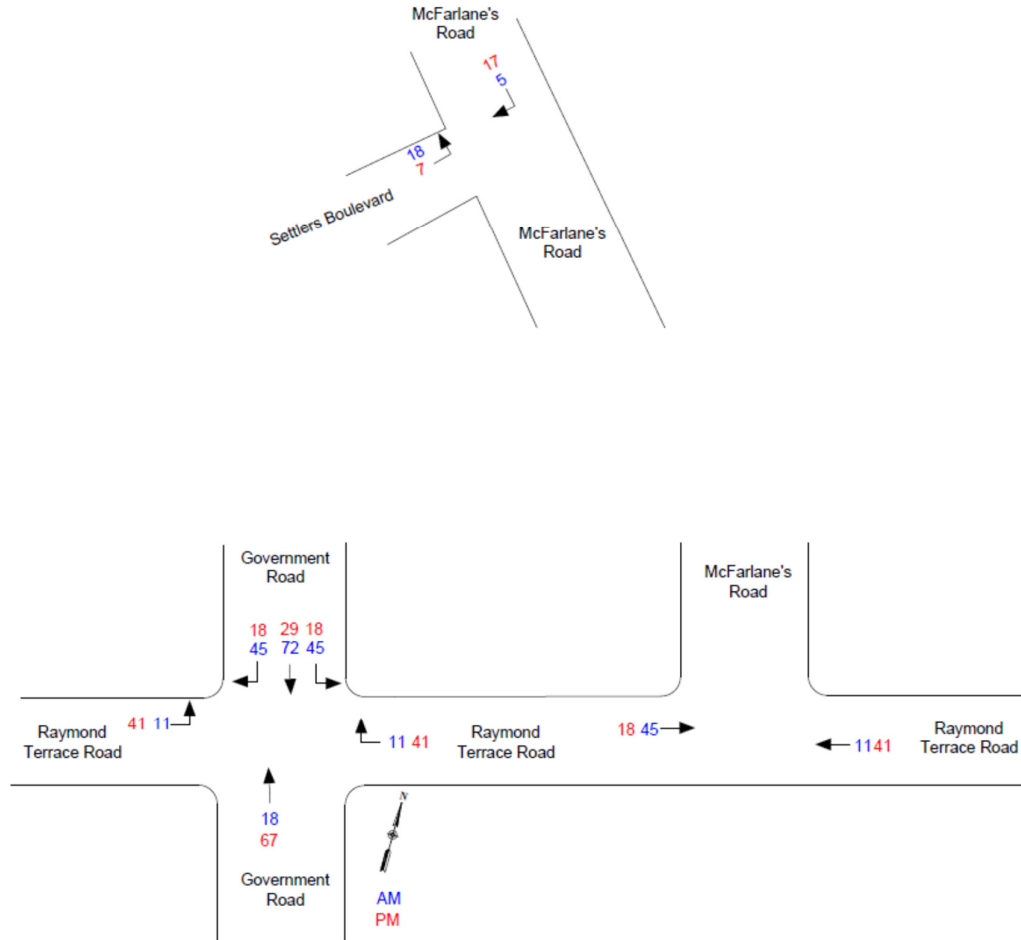 McFarlane's
Road
17
5
18
7
Settlers Boulevard
McFarlane's
Road
Government
Road
McFarlane's
Road
18 29 18
45 72 45
41 11
Raymond
Terrace Road
11 41
Raymond
Terrace Road
18 45
11 41
Raymond
Terrace Road
18
67
N
Government
Road
AM
PM